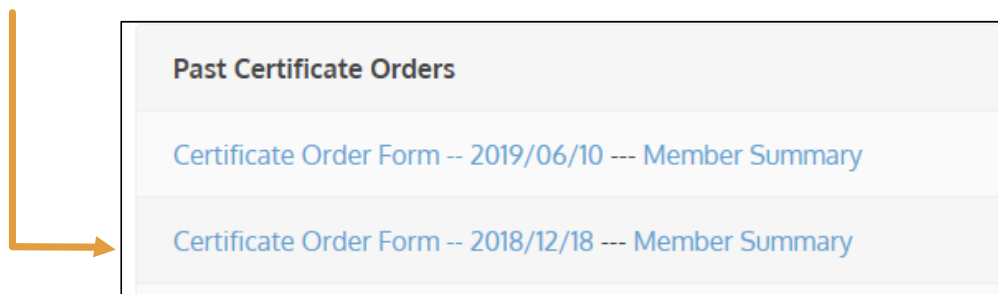 Past Certificate Orders
Certificate Order Form -- 2019/06/10 --- Member Summary
Certificate Order Form -- 2018/12/18 --- Member Summary